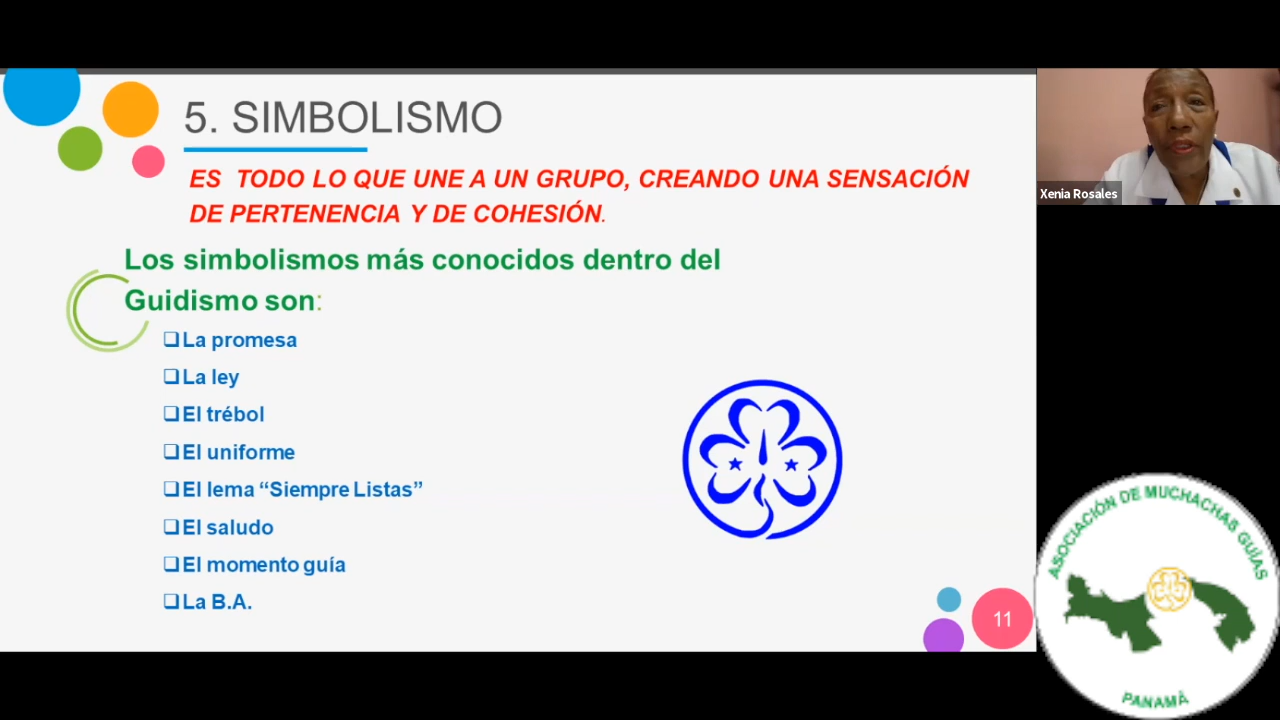 5. SIMBOLISMO
ES TODO LO QUE UNE A UN GRUPO, CREANDO UNA SENSACIÓN
DE PERTENENCIA Y DE COHESIÓN.
Los simbolismos más conocidos dentro del
Guidismo son:
❑La promesa
❑La ley
❑El trébol
❑El uniforme
❑El lema “Siempre Listas”
❑El saludo
❑El momento guía
❑La B.A.
11
Xenia Rosales
ASOCIACIÓN DE MUCHACHAS GUÍAS
PANAMÁ